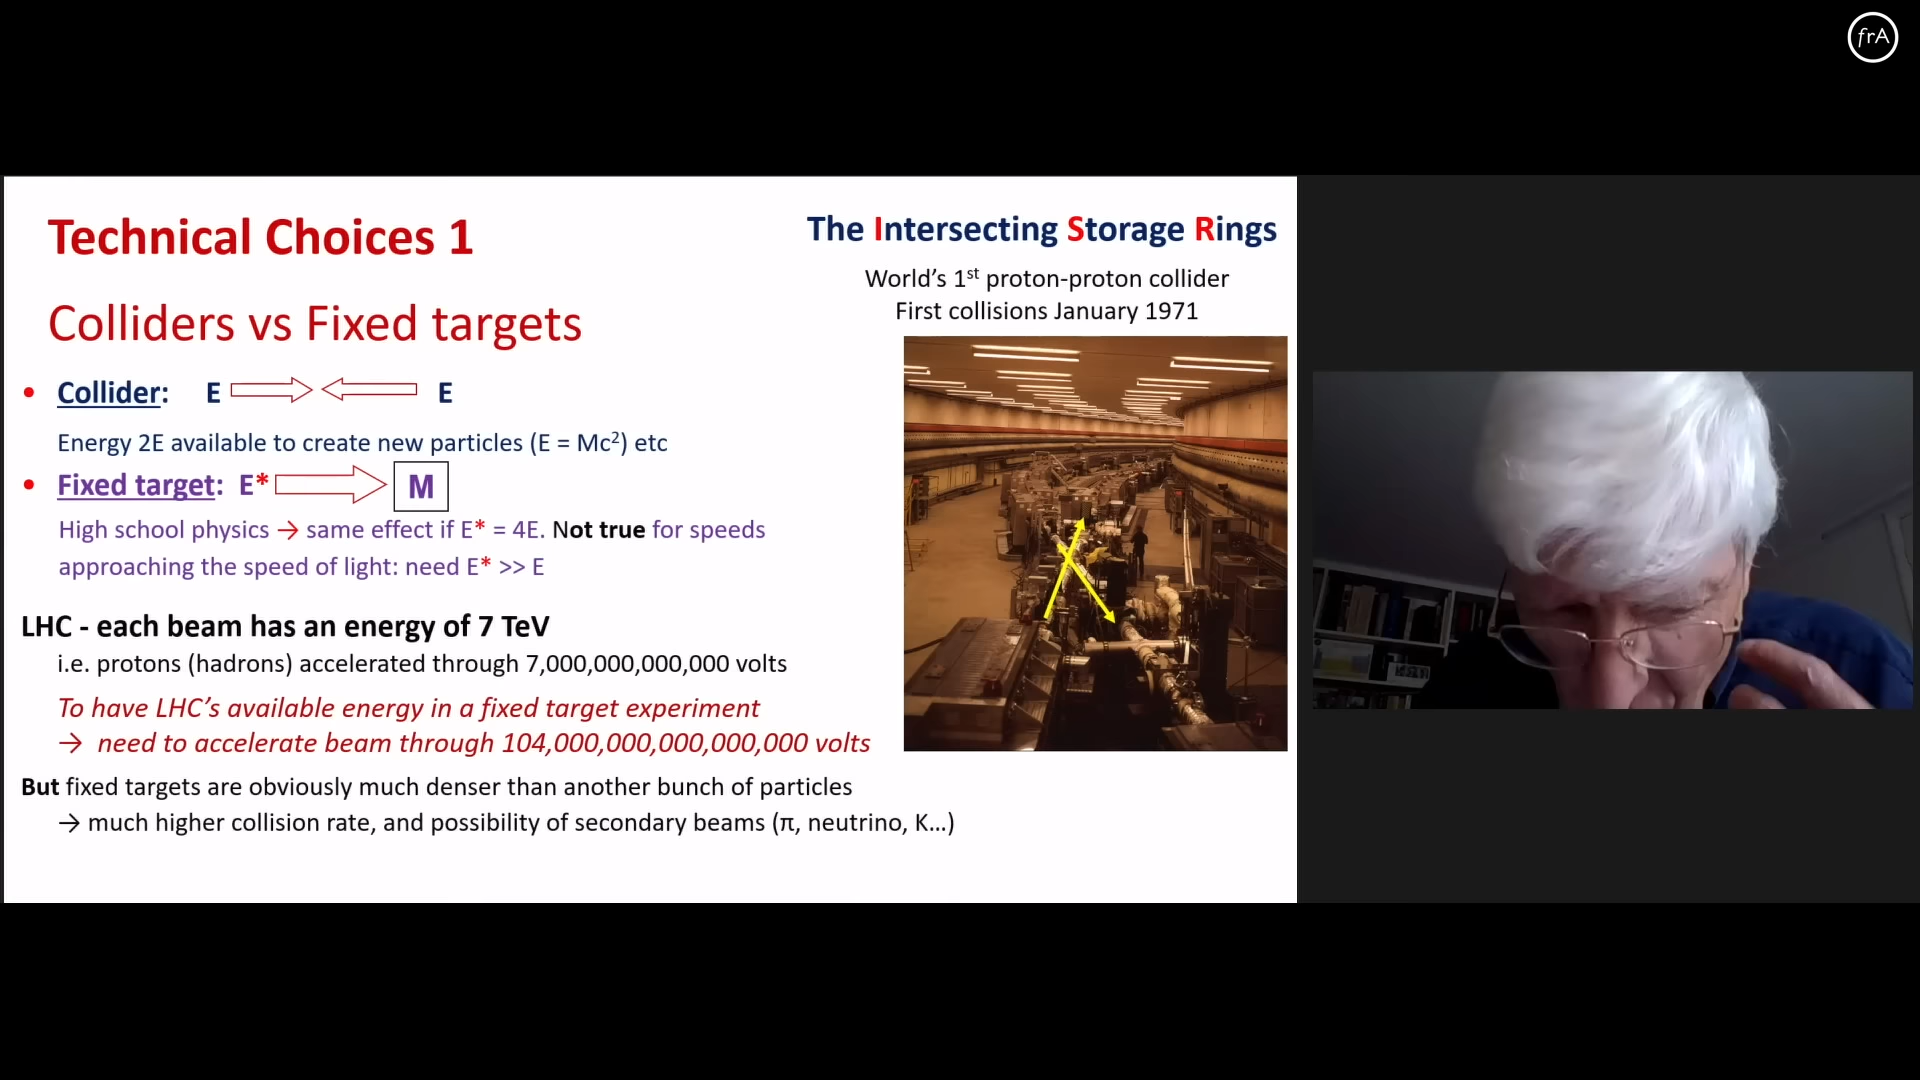 frA
Technical Choices 1
Colliders vs Fixed targets
• Collider: E E
Energy 2E available to create new particles (E = Mc²) etc
• Fixed target: E* M
High school physics → same effect if E* = 4E. Not true for speeds
approaching the speed of light: need E* >> E
LHC - each beam has an energy of 7 TeV
i.e. protons (hadrons) accelerated through 7,000,000,000,000 volts
To have LHC’s available energy in a fixed target experiment
→ need to accelerate beam through 104,000,000,000,000,000 volts
But fixed targets are obviously much denser than another bunch of particles
→ much higher collision rate, and possibility of secondary beams (π, neutrino, K...)
The Intersecting Storage Rings
World’s 1st proton-proton collider
First collisions January 1971